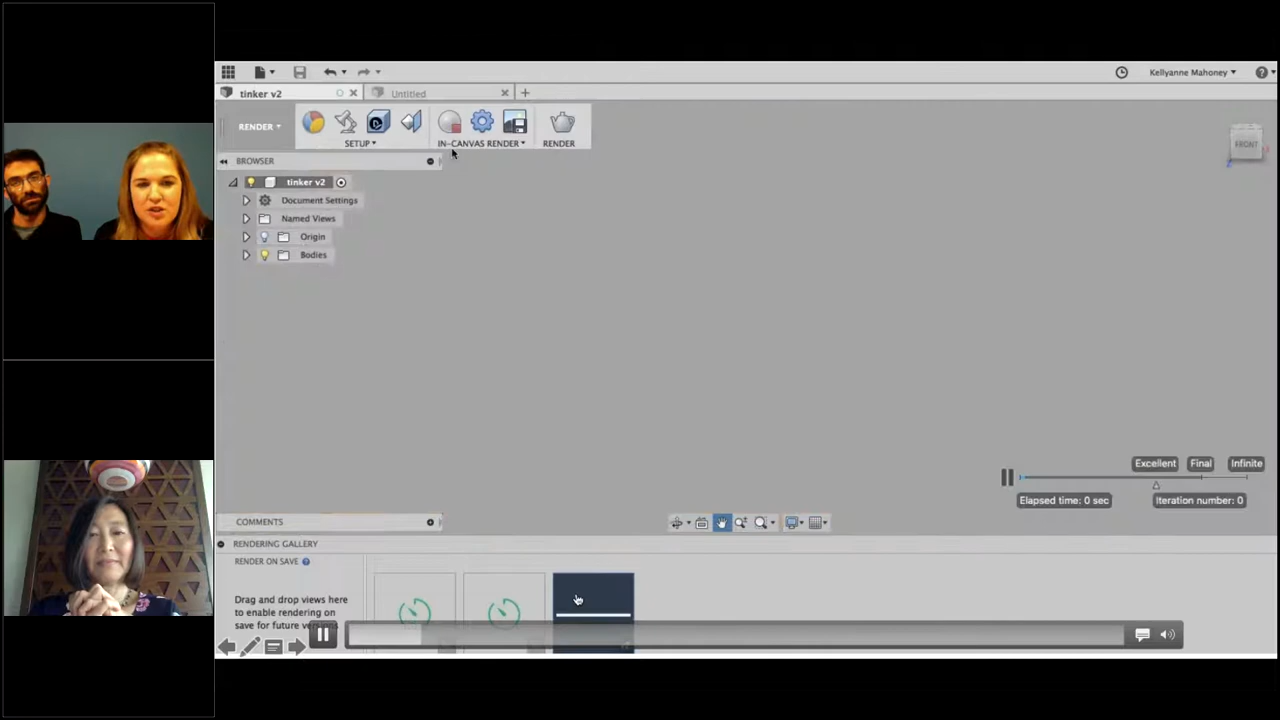 Kellyanne Mahoney
tinker v2
Untitled
RENDER
SETUP
IN-CANVAS RENDER
RENDER
FRONT
BROWSER
tinker v2
Document Settings
Named Views
Origin
Bodies
Excellent
Final
Infinite
Elapsed time: 0 sec
Iteration number: 0
COMMENTS
RENDERING GALLERY
RENDER ON SAVE
Drag and drop views here
to enable rendering on
save for future versions.